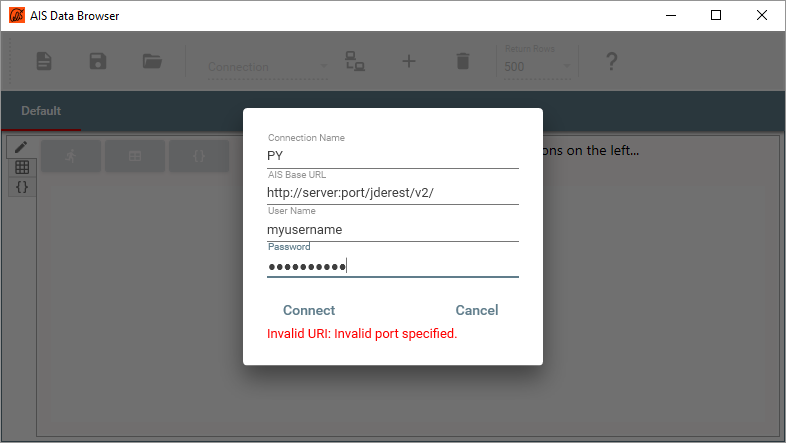 AIS Data Browser
Connection
Return Rows
500
?
Default
{}
ons on the left...
{}
Connection Name
PY
AIS Base URL
http://server:port/jderest/v2/
User Name
myusername
Password
●●●●●●●●●●
Connect Cancel
Invalid URI: Invalid port specified.